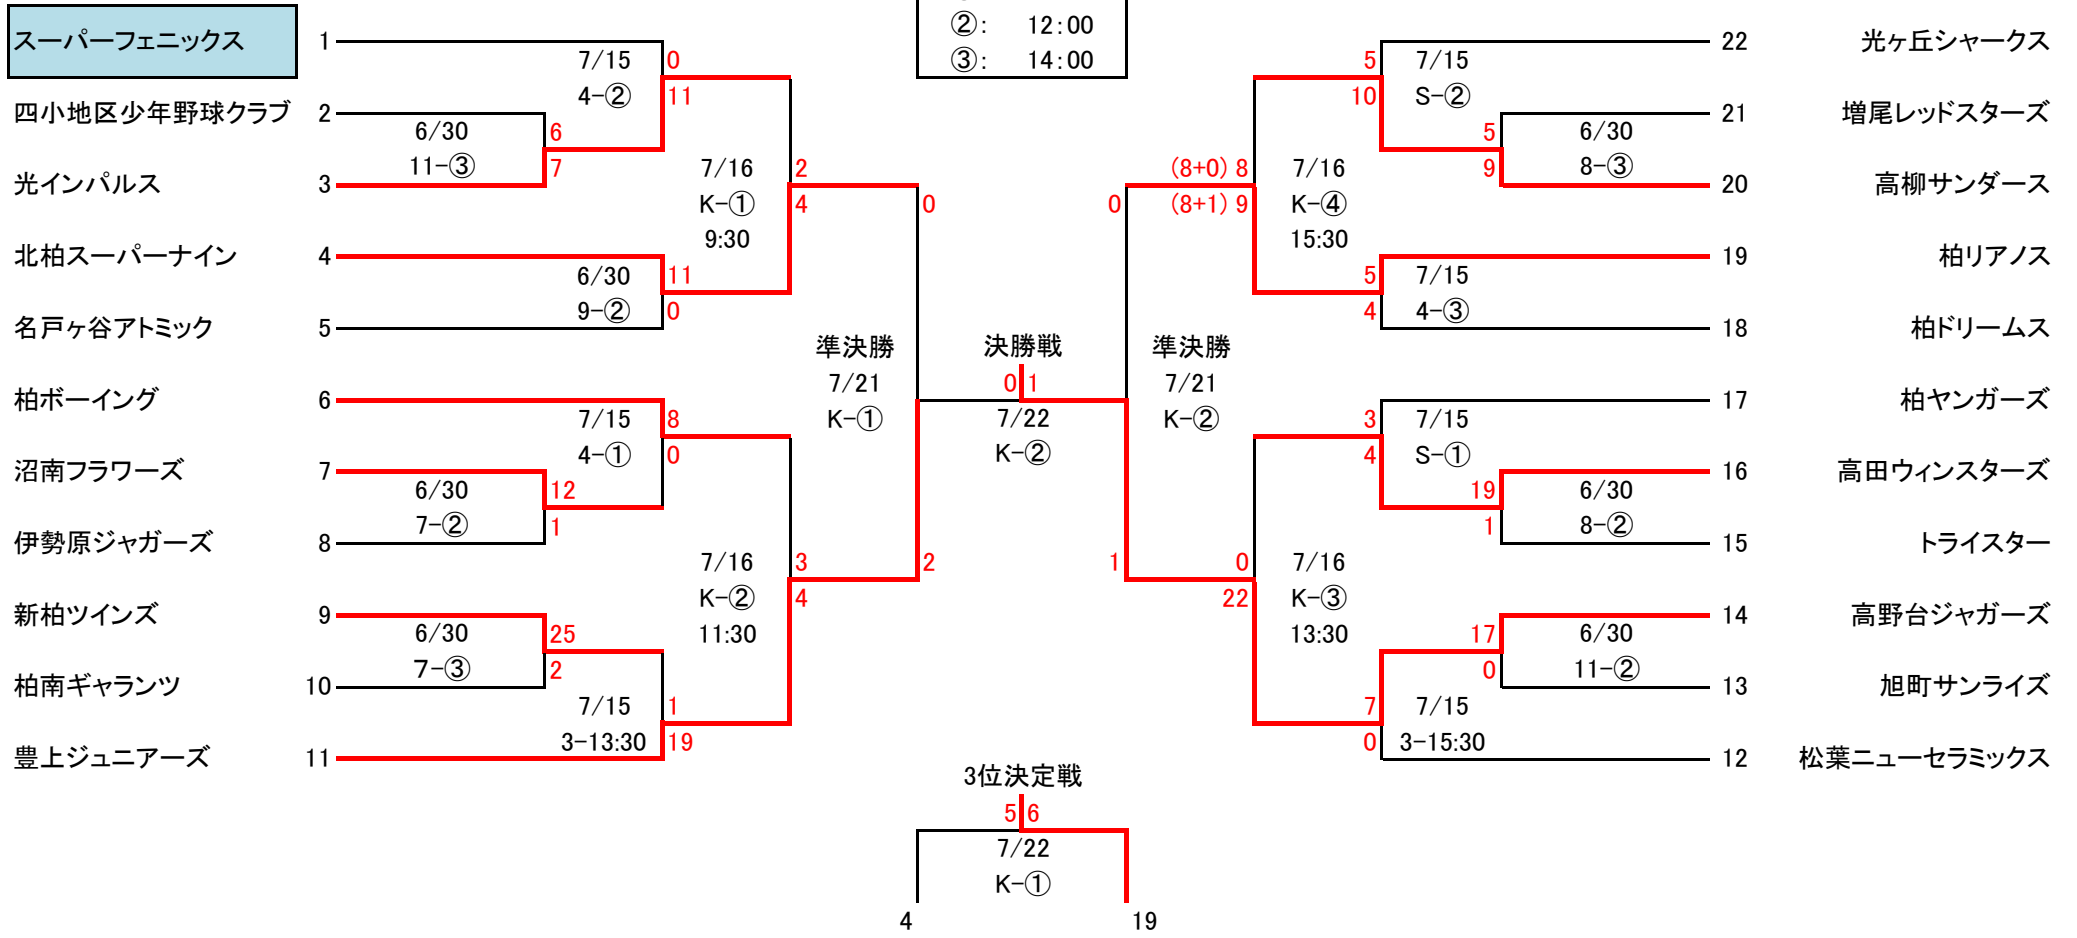 ②: 12:00
③: 14:00
スーパーフェニックス 1
四小地区少年野球クラブ 2
光インパルス 3
北柏スーパーナイン 4
名戸ヶ谷アトミック 5
柏ボーイング 6
沼南フラワーズ 7
伊勢原ジャガーズ 8
新柏ツインズ 9
柏南ギャランツ 10
豊上ジュニアーズ 11
6/30
11-③
6
7
6/30
7-②
12
1
6/30
7-③
25
2
7/15
4-②
0
11
6/30
9-②
11
0
7/15
4-①
8
0
7/15
3-13:30
1
19
7/16
K-①
9:30
2
4
7/16
K-②
11:30
3
4
準決勝
7/21
K-①
0
2
決勝戦
0 1
7/22
K-②
準決勝
7/21
K-②
0
1
(8+0) 8
(8+1) 9
7/16
K-④
15:30
0
22
7/16
K-③
13:30
5
10
7/15
S-②
5
4
7/15
4-③
3
4
7/15
S-①
7
0
7/15
3-15:30
5
9
6/30
8-③
19
1
6/30
8-②
17
0
6/30
11-②
22 光ヶ丘シャークス
21 増尾レッドスターズ
20 高柳サンダース
19 柏リアノス
18 柏ドリームス
17 柏ヤンガーズ
16 高田ウィンスターズ
15 トライスター
14 高野台ジャガーズ
13 旭町サンライズ
12 松葉ニューセラミックス
3位決定戦
5 6
7/22
K-①
4 19